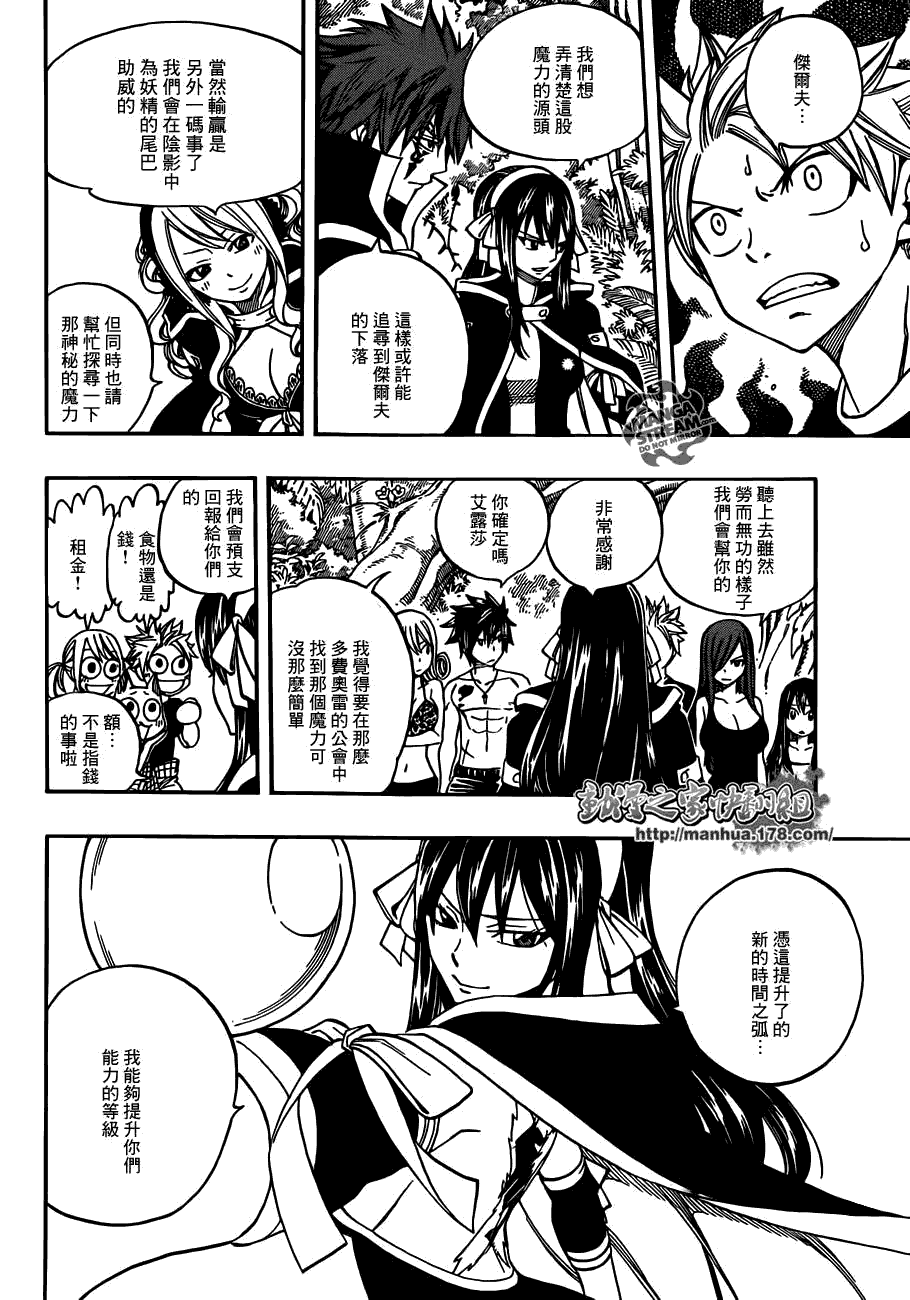 傑爾夫…
我們想
弄清楚這股
魔力的源頭
這樣或許能
追尋到傑爾夫
的下落
當然輸贏是
另外一碼事了
我們會在陰影中
為妖精的尾巴
助威的
但同時也請
幫忙探尋一下
那神秘的魔力
MANGA
STREAM.com
DO NOT MIRROR
聽上去雖然
勞而無功的樣子
我們會幫你的
非常感謝
你確定嗎
艾露莎
我覺得要在那麼
多費奧雷的公會中
找到那個魔力可
沒那麼簡單
我們會預支
回報給你們
的
食物還是
錢！
租金！
額…
不是指錢
的事啦
動漫之家 快翻組
http://manhua.178.com/
憑這提升了的
新的時間之弧…
我能夠提升你們
能力的等級